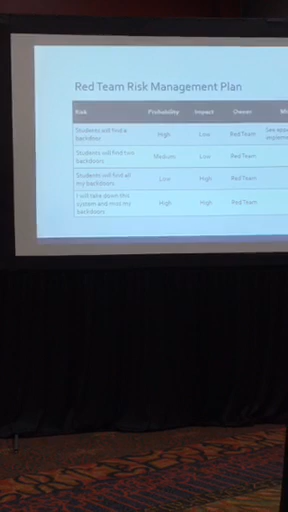 Red Team Risk Management Plan
Risk Probability Impact Owner
Students will find a
backdoor High Low Red Team See
Students will find two
backdoors Medium Low Red Team
Students will find all
my backdoors Low High Red Team
I will take down this
system and miss my
backdoors High High Red Team